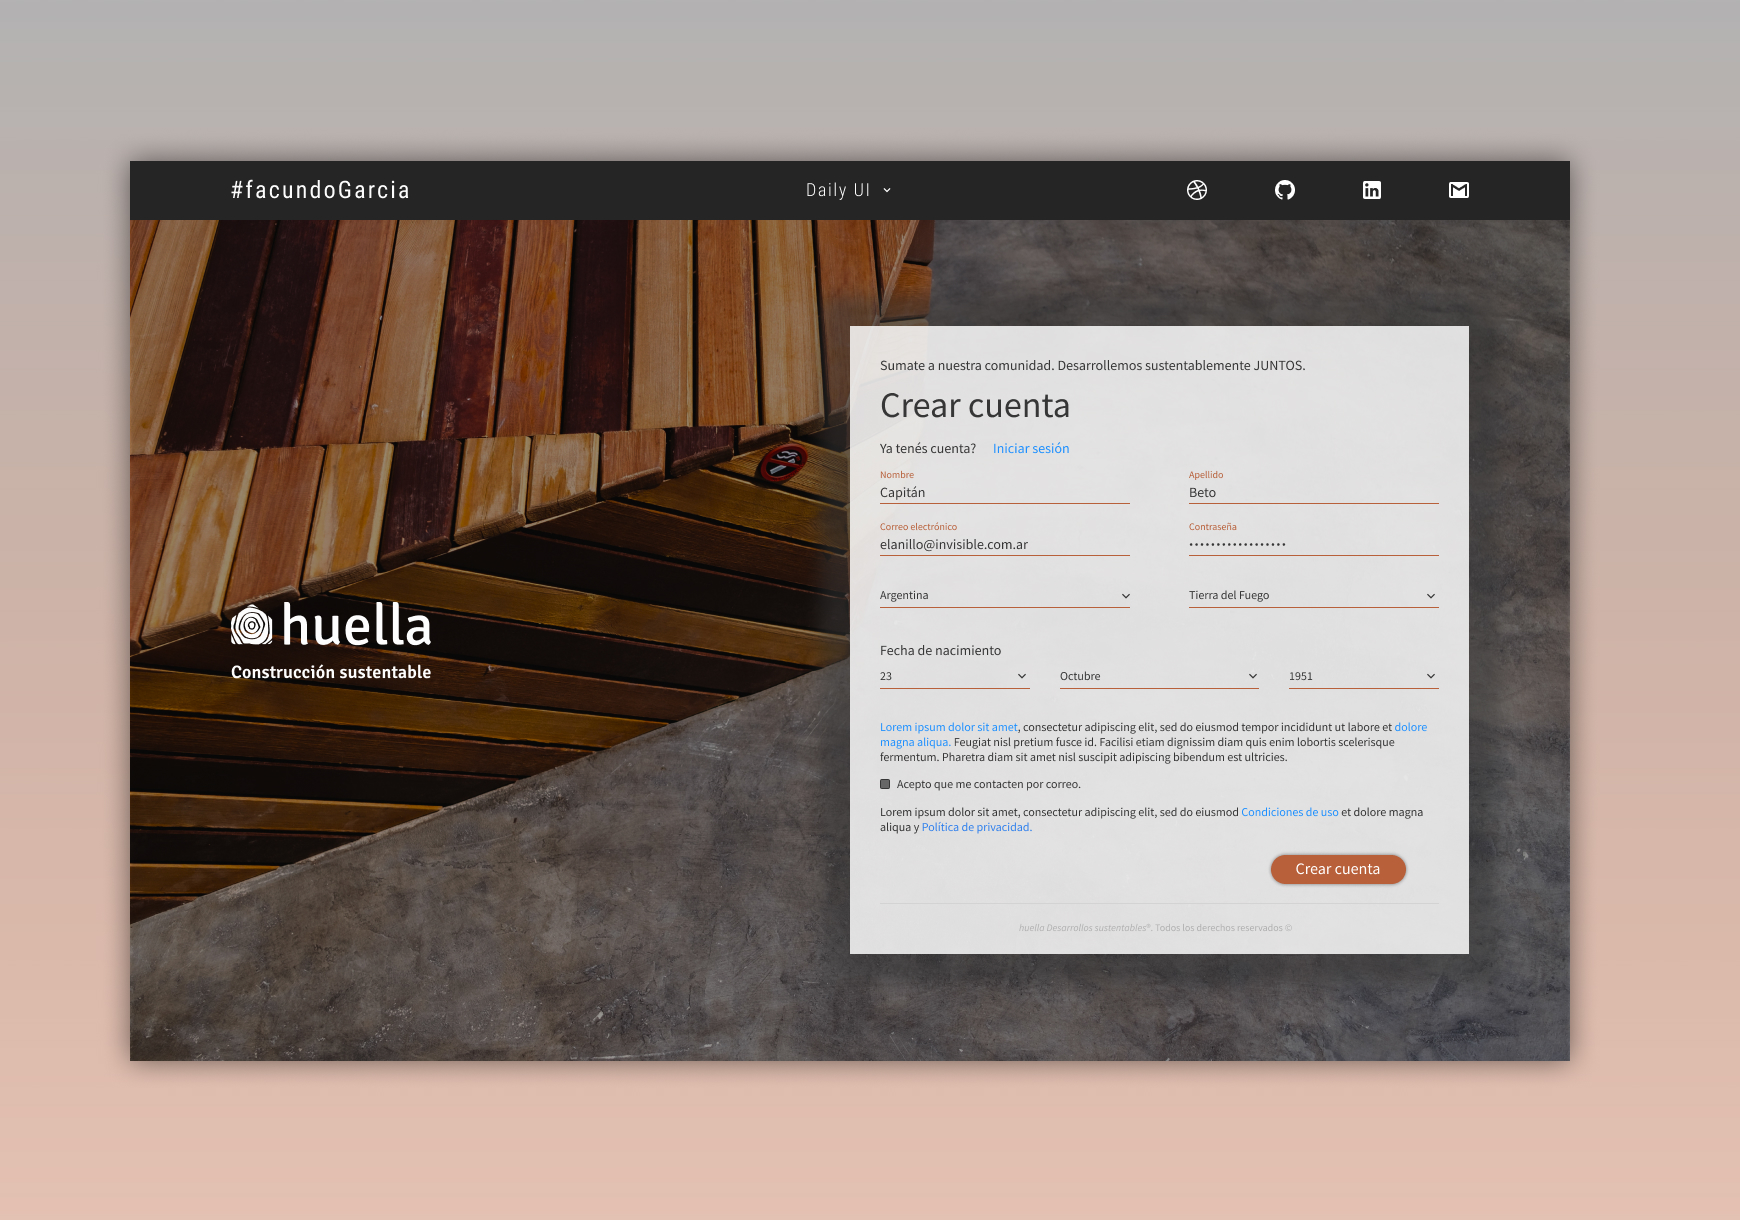 #facundoGarcia
Daily UI
huella
Construcción sustentable
Sumate a nuestra comunidad. Desarrollemos sustentablemente JUNTOS.
Crear cuenta
Ya tenés cuenta? Iniciar sesión
Nombre Apellido
Capitán Beto
Correo electrónico Contraseña
elanillo@invisible.com.ar ••••••••••••••••••
Argentina Tierra del Fuego
Fecha de nacimiento
23 Octubre 1951
Lorem ipsum dolor sit amet, consectetur adipiscing elit, sed do eiusmod tempor incididunt ut labore et dolore
magna aliqua. Feugiat nisl pretium fusce id. Facilisi etiam dignissim diam quis enim lobortis scelerisque
fermentum. Pharetra diam sit amet nisl suscipit adipiscing bibendum est ultricies.
Acepto que me contacten por correo.
Lorem ipsum dolor sit amet, consectetur adipiscing elit, sed do eiusmod Condiciones de uso et dolore magna
aliqua y Política de privacidad.
Crear cuenta
huella Desarrollos sustentables®. Todos los derechos reservados ©